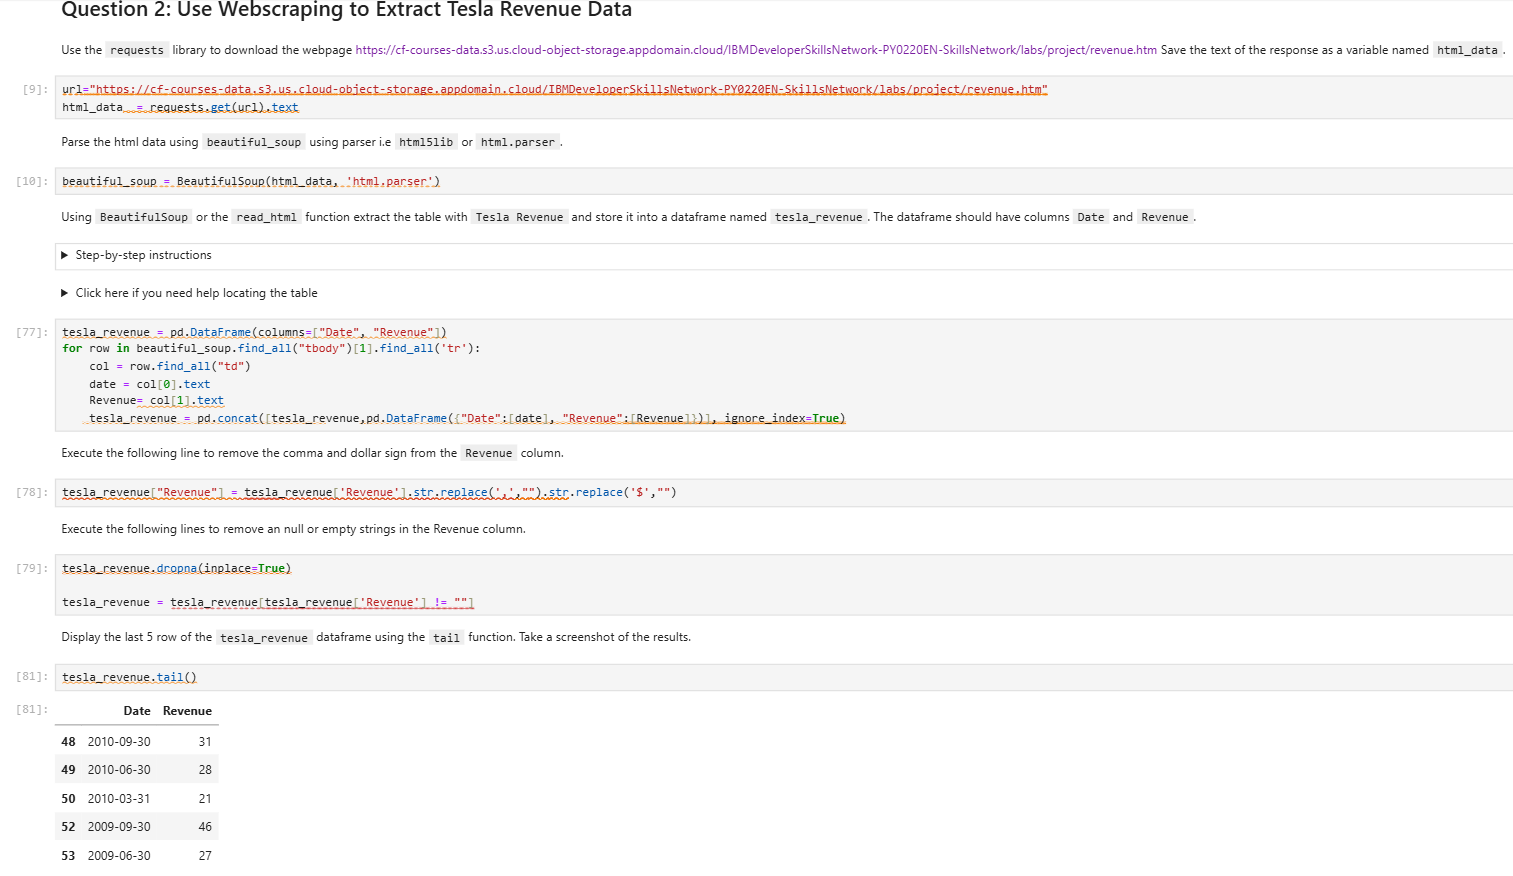 Question 2: Use Webscraping to Extract Tesla Revenue Data
Use the requests library to download the webpage https://cf-courses-data.s3.us.cloud-object-storage.appdomain.cloud/IBMDeveloperSkillsNetwork-PY0220EN-SkillsNetwork/labs/project/revenue.htm Save the text of the response as a variable named html_data .
[9]: url="https://cf-courses-data.s3.us.cloud-object-storage.appdomain.cloud/IBMDeveloperSkillsNetwork-PY0220EN-SkillsNetwork/labs/project/revenue.htm"
html_data  = requests.get(url).text
Parse the html data using beautiful_soup using parser i.e html5lib or html.parser .
[10]: beautiful_soup = BeautifulSoup(html_data, 'html.parser')
Using BeautifulSoup or the read_html function extract the table with Tesla Revenue and store it into a dataframe named tesla_revenue . The dataframe should have columns Date and Revenue .
▶ Step-by-step instructions
▶ Click here if you need help locating the table
[77]: tesla_revenue = pd.DataFrame(columns=["Date", "Revenue"])
for row in beautiful_soup.find_all("tbody")[1].find_all('tr'):
    col = row.find_all("td")
    date = col[0].text
    Revenue= col[1].text
    tesla_revenue = pd.concat([tesla_revenue,pd.DataFrame({"Date":[date], "Revenue":[Revenue]})], ignore_index=True)
Execute the following line to remove the comma and dollar sign from the Revenue column.
[78]: tesla_revenue["Revenue"] = tesla_revenue['Revenue'].str.replace(',',"").str.replace('$',"")
Execute the following lines to remove an null or empty strings in the Revenue column.
[79]: tesla_revenue.dropna(inplace=True)
tesla_revenue = tesla_revenue[tesla_revenue['Revenue'] != ""]
Display the last 5 row of the tesla_revenue dataframe using the tail function. Take a screenshot of the results.
[81]: tesla_revenue.tail()
[81]: Date Revenue
48 2010-09-30 31
49 2010-06-30 28
50 2010-03-31 21
52 2009-09-30 46
53 2009-06-30 27